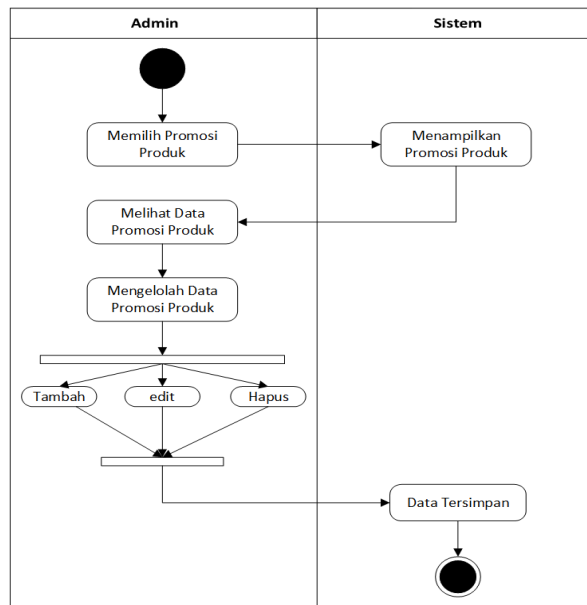 Admin
Sistem
Memilih Promosi
Produk
Menampilkan
Promosi Produk
Melihat Data
Promosi Produk
Mengelolah Data
Promosi Produk
Tambah
edit
Hapus
Data Tersimpan